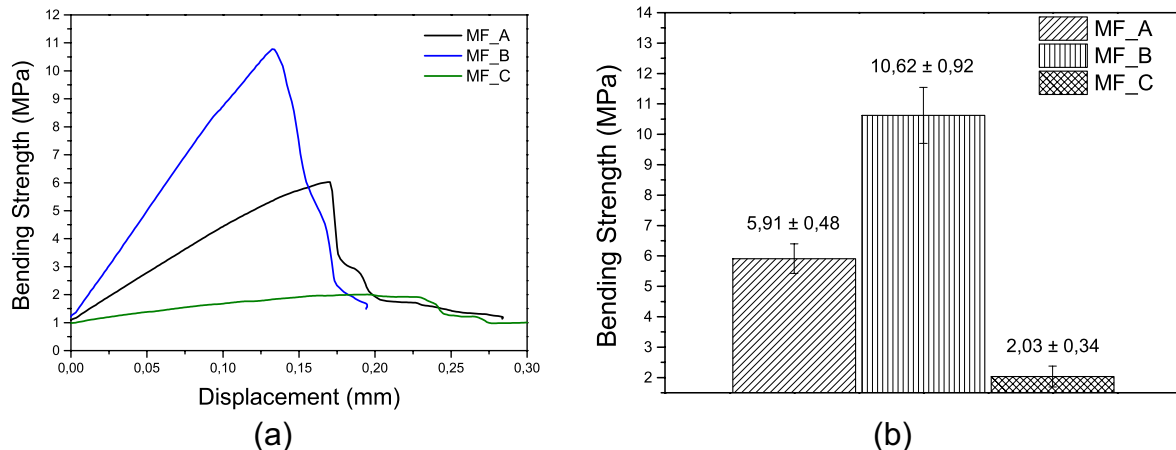 Bending Strength (MPa)
12
11
10
9
8
7
6
5
4
3
2
1
0
MF_A
MF_B
MF_C
0,00
0,05
0,10
0,15
0,20
0,25
0,30
Displacement (mm)
(a)
Bending Strength (MPa)
14
13
12
11
10
9
8
7
6
5
4
3
2
MF_A
MF_B
MF_C
5,91 ± 0,48
10,62 ± 0,92
2,03 ± 0,34
(b)